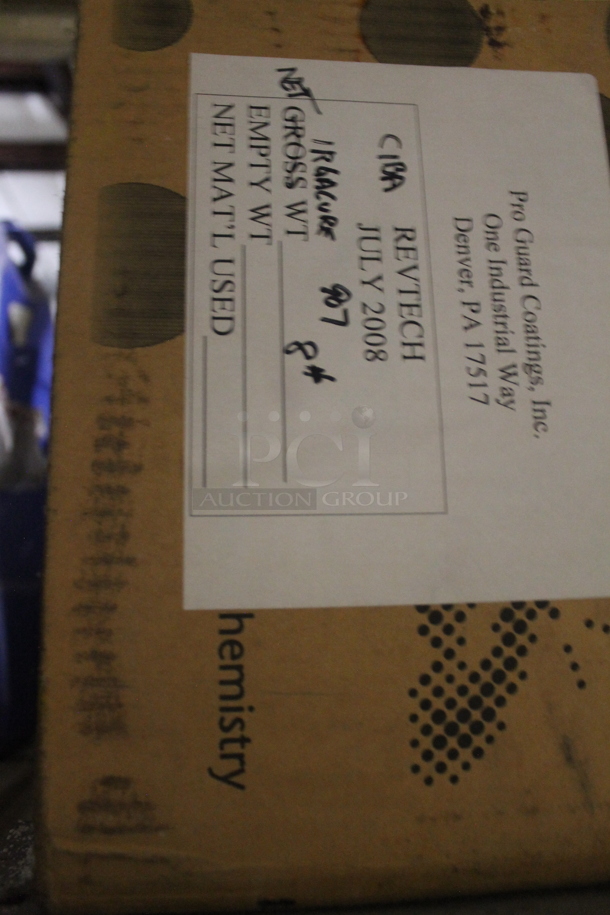 Pro Guard Coatings, Inc.
One Industrial Way
Denver, PA 17517
REVTECH
CIBA JULY 2008
IRGACURE 907
NET GROSS WT 8#
EMPTY WT
NET MAT'L USED
hemistry
PCI
AUCTION GROUP